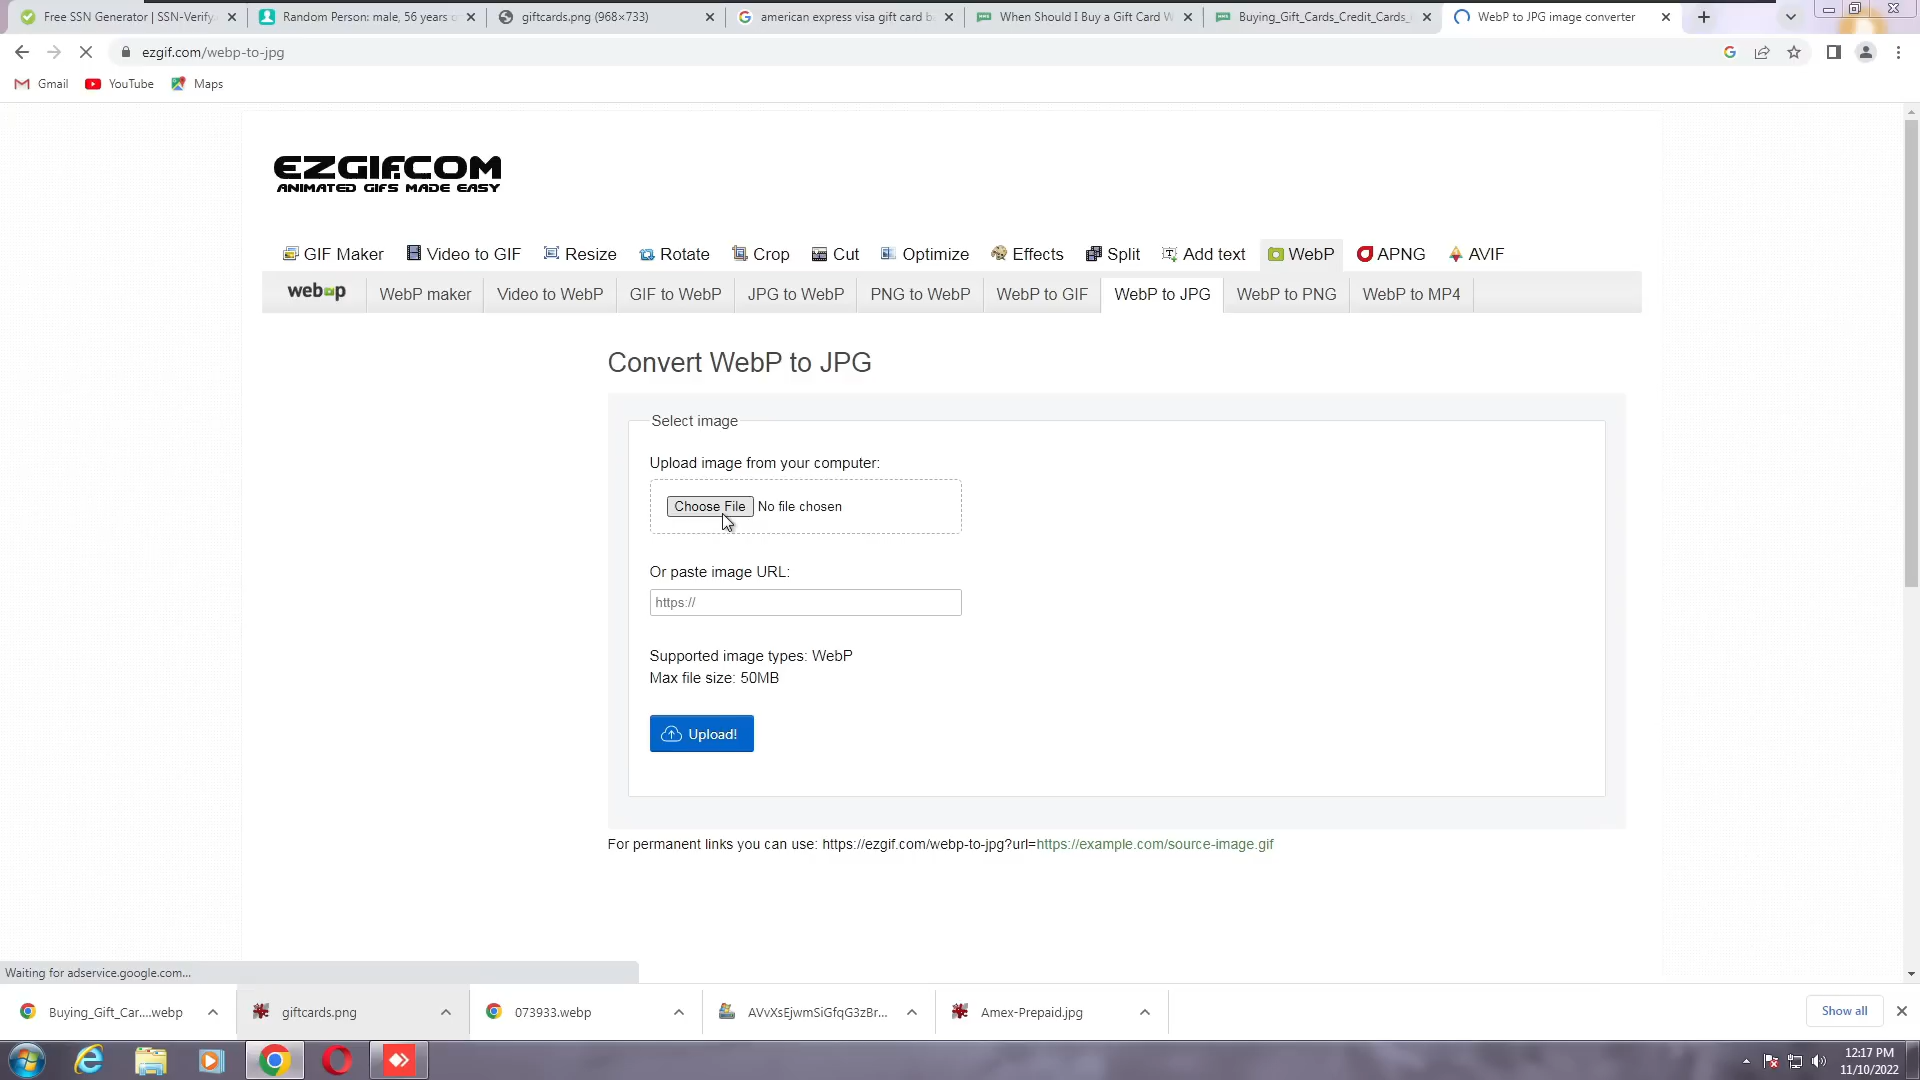 Free SSN Generator | SSN-Verify
Random Person: male, 56 years o
giftcards.png (968×733)
american express visa gift card b
When Should I Buy a Gift Card W
Buying_Gift_Cards_Credit_Cards_
WebP to JPG image converter
ezgif.com/webp-to-jpg
Gmail
YouTube
Maps
EZGIF.COM
ANIMATED GIFS MADE EASY
GIF Maker
Video to GIF
Resize
Rotate
Crop
Cut
Optimize
Effects
Split
Add text
WebP
APNG
AVIF
webp
WebP maker
Video to WebP
GIF to WebP
JPG to WebP
PNG to WebP
WebP to GIF
WebP to JPG
WebP to PNG
WebP to MP4
Convert WebP to JPG
Select image
Upload image from your computer:
Choose File No file chosen
Or paste image URL:
https://
Supported image types: WebP
Max file size: 50MB
Upload!
For permanent links you can use: https://ezgif.com/webp-to-jpg?url=https://example.com/source-image.gif
Waiting for adservice.google.com...
Buying_Gift_Car....webp
giftcards.png
073933.webp
AVvXsEjwmSiGfqG3zBr...
Amex-Prepaid.jpg
Show all
12:17 PM
11/10/2022